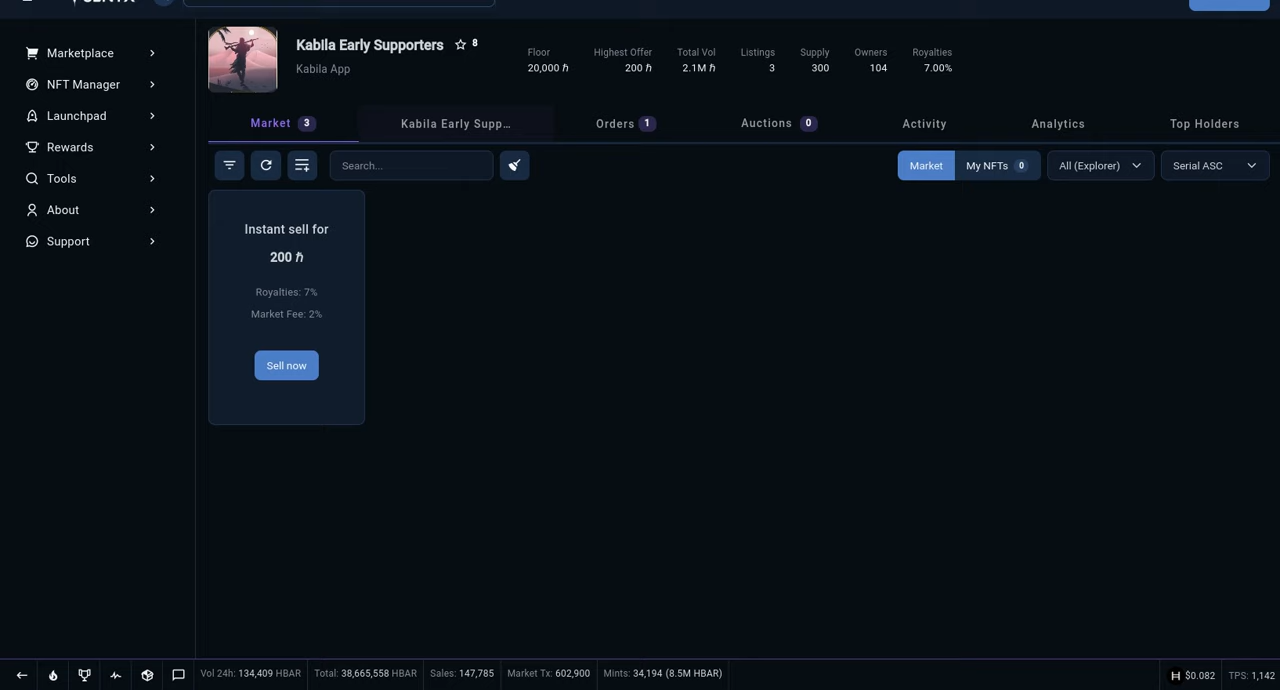 Kabila Early Supporters 8
Kabila App
Floor
20,000 ℏ
Highest Offer
200 ℏ
Total Vol
2.1M ℏ
Listings
3
Supply
300
Owners
104
Royalties
7.00%
Marketplace
NFT Manager
Launchpad
Rewards
Tools
About
Support
Market 3
Kabila Early Supp...
Orders 1
Auctions 0
Activity
Analytics
Top Holders
Search...
Market
My NFTs 0
All (Explorer)
Serial ASC
Instant sell for
200 ℏ
Royalties: 7%
Market Fee: 2%
Sell now
Vol 24h: 134,409 HBAR
Total: 38,665,558 HBAR
Sales: 147,785
Market Tx: 602,900
Mints: 34,194 (8.5M HBAR)
$0.082
TPS: 1,142